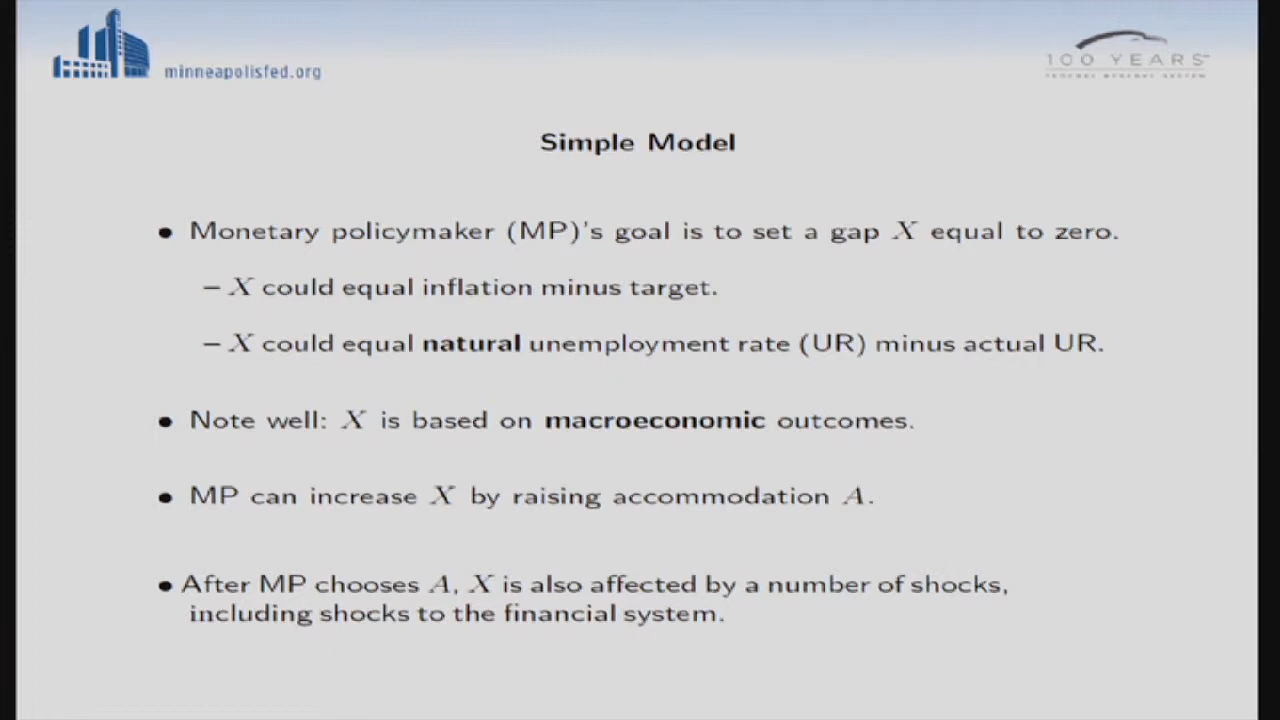 minneapolisfed.org
100 YEARS
FEDERAL RESERVE SYSTEM
Simple Model
• Monetary policymaker (MP)'s goal is to set a gap X equal to zero.
– X could equal inflation minus target.
– X could equal natural unemployment rate (UR) minus actual UR.
• Note well: X is based on macroeconomic outcomes.
• MP can increase X by raising accommodation A.
• After MP chooses A, X is also affected by a number of shocks,
including shocks to the financial system.